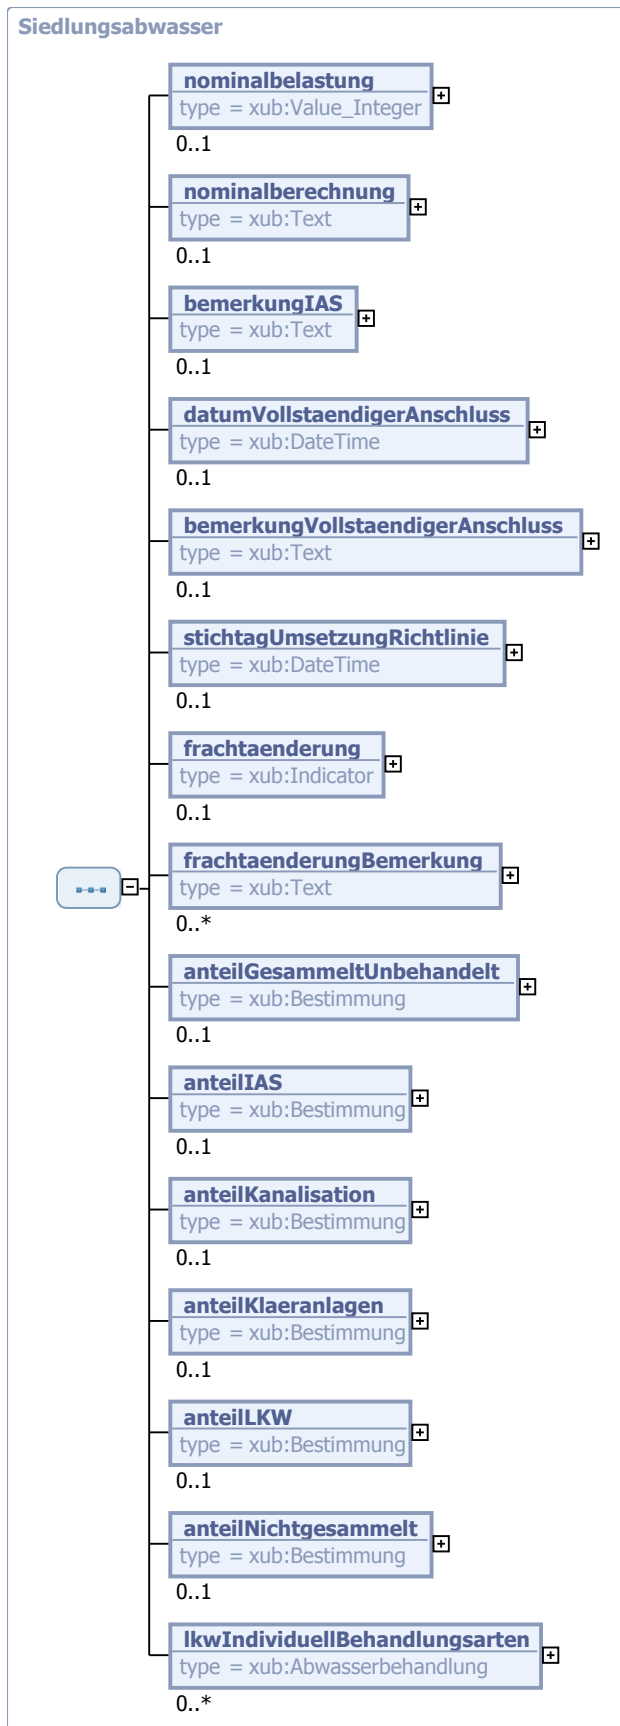 Siedlungsabwasser
nominalbelastung
type = xub:Value_Integer
0..1
nominalberechnung
type = xub:Text
0..1
bemerkungIAS
type = xub:Text
0..1
datumVollstaendigerAnschluss
type = xub:DateTime
0..1
bemerkungVollstaendigerAnschluss
type = xub:Text
0..1
stichtagUmsetzungRichtlinie
type = xub:DateTime
0..1
frachtaenderung
type = xub:Indicator
0..1
frachtaenderungBemerkung
type = xub:Text
0..*
anteilGesammeltUnbehandelt
type = xub:Bestimmung
0..1
anteilIAS
type = xub:Bestimmung
0..1
anteilKanalisation
type = xub:Bestimmung
0..1
anteilKlaeranlagen
type = xub:Bestimmung
0..1
anteilLKW
type = xub:Bestimmung
0..1
anteilNichtgesammelt
type = xub:Bestimmung
0..1
lkwIndividuellBehandlungsarten
type = xub:Abwasserbehandlung
0..*